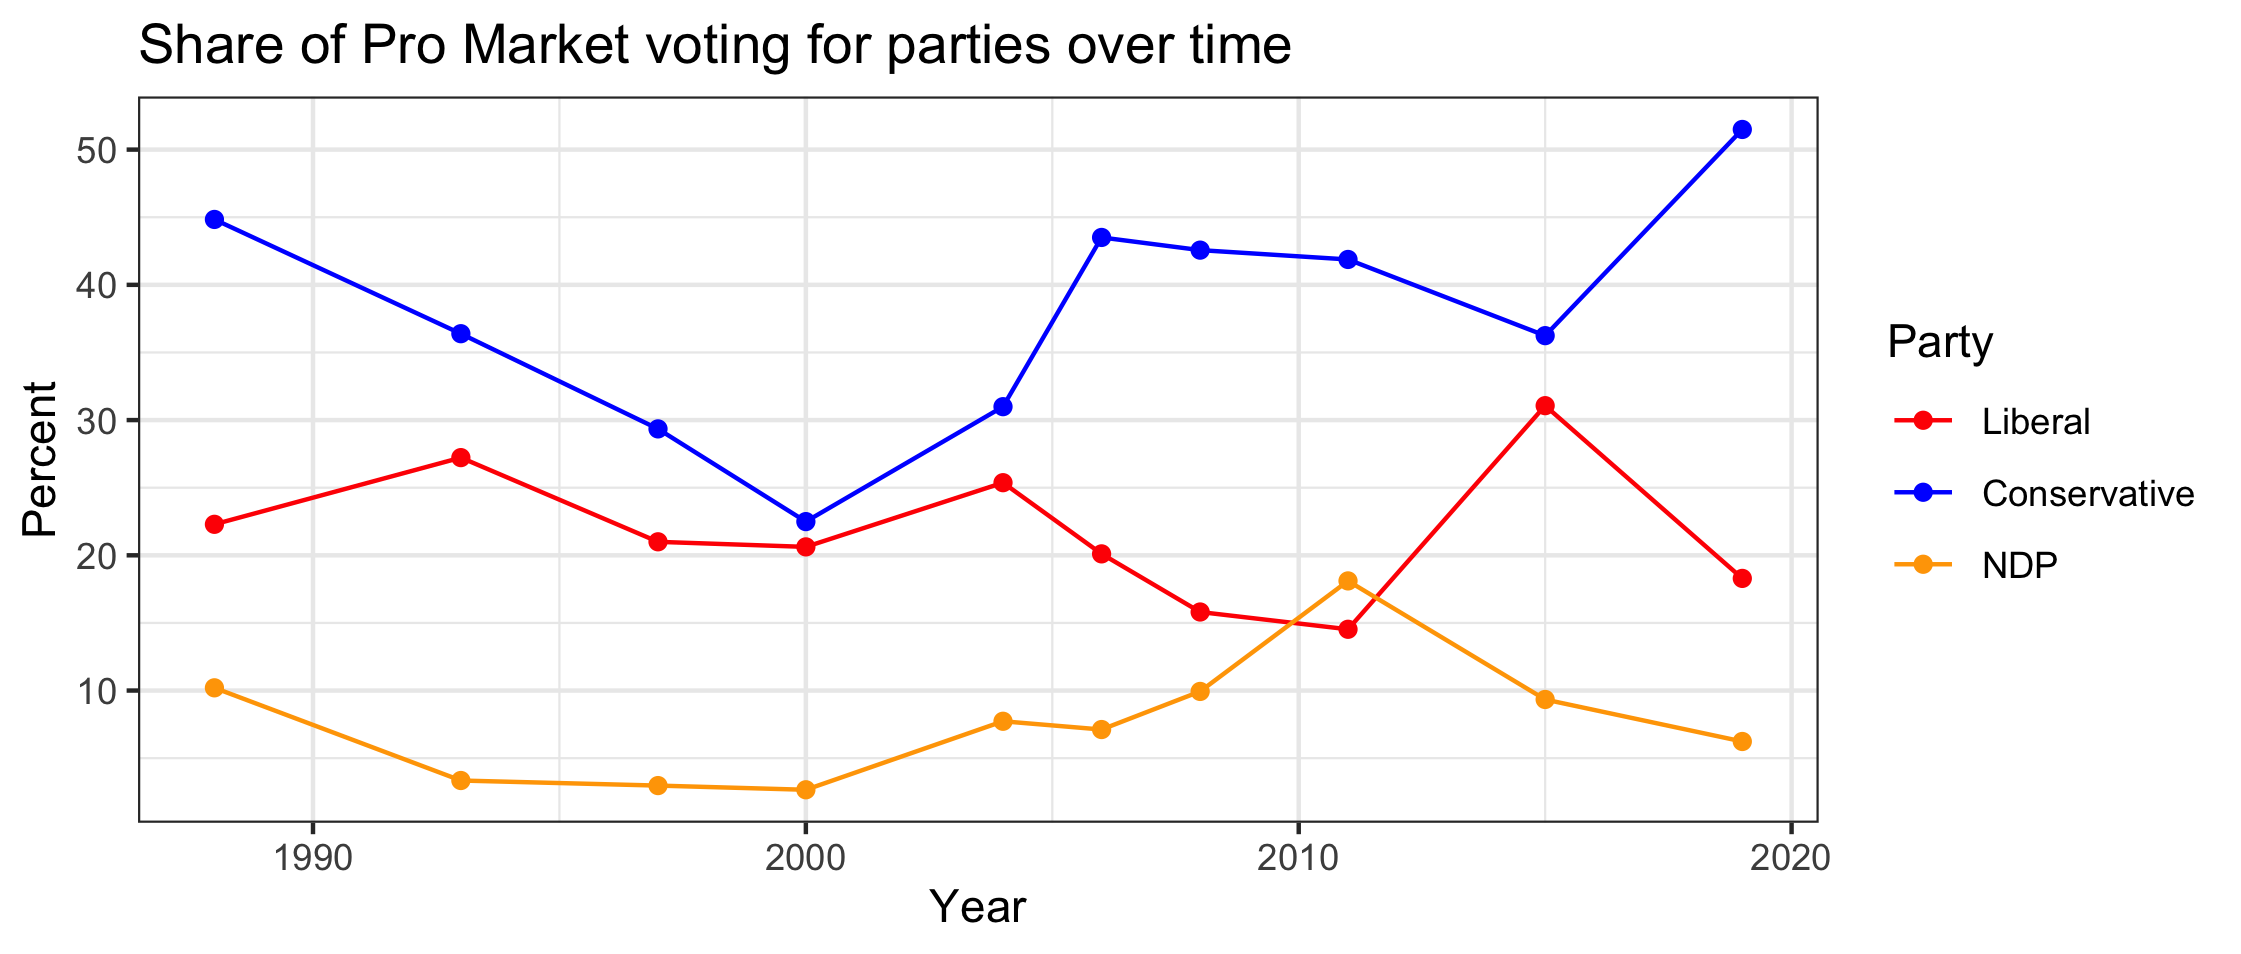 Share of Pro Market voting for parties over time
50
40
30
20
10
Percent
1990 2000 2010 2020
Year
Party
Liberal
Conservative
NDP